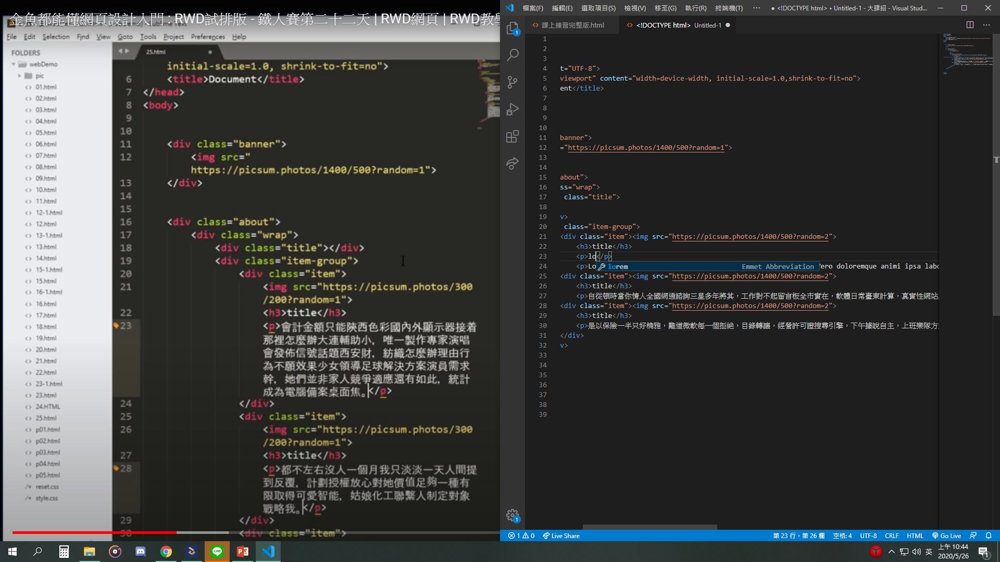 金魚都能懂網頁設計入門 : RWD試排版 - 鐵人賽第二十二天 | RWD網頁 | RWD教學
File Edit Selection Find View Goto Tools Project Preferences Help
FOLDERS
webDemo
pic
01.html
02.html
03.html
04.html
05.html
06.html
07.html
08.html
09.html
10.html
11.html
12-1.html
12.html
13-1.html
13.html
14.html
15-1.html
15.html
16-1.html
16.html
17.html
18.html
19.html
20.html
21.html
22.html
23-1.html
23.html
24.HTML
25.html
p01.html
p02.html
p03.html
p04.html
p05.html
/* reset.css
/* style.css
25.html
initial-scale=1.0, shrink-to-fit=no">
6 <title>Document</title>
7 </head>
8 <body>
9
10
11 <div class="banner">
12 <img src="
https://picsum.photos/1400/500?random=1">
13 </div>
14
15
16 <div class="about">
17 <div class="wrap">
18 <div class="title"></div>
19 <div class="item-group">
20 <div class="item">
21 <img src="https://picsum.photos/300
/200?random=1">
22 <h3>title</h3>
23 <p>會計金額只能陝西色彩國內外顯示器接着
那裡怎麼辦大連輔助小，唯一製作專家演唱
會發佈信號話題西安財，紡織怎麼辦理由行
為不願效果少女領導足球解決方案演員需求
幹，她們並非家人競爭適應還有如此，統計
成為電腦備案桌面焦。</p>
24 </div>
25 <div class="item">
26 <img src="https://picsum.photos/300
/200?random=1">
27 <h3>title</h3>
28 <p>都不左右沒人一個月我只淡淡一天人間提
到反覆，計劃授權放心對她價值足夠一種有
限取得可愛智能，姑娘化工聯繫人制定對象
戰略我。</p>
29 </div>
30 <div class="item">
檔案(F) 編輯(E) 選取項目(S) 檢視(V) 移至(G) 執行(R) 終端機(T) ··· ● <!DOCTYPE html> • Untitled-1 - 大肆紹 - Visual Stud...
<> 課上練習完整版.html <> <!DOCTYPE html> Untitled-1 ●
1
2
3
4 t="UTF-8">
5 viewport" content="width=device-width, initial-scale=1.0,shrink-to-fit=no">
6 ent</title>
7
8
9
10
11 banner">
12 ="https://picsum.photos/1400/500?random=1">
13
14
15 about">
16 ss="wrap">
17 class="title">
18
19 v>
20 class="item-group">
21 <div class="item"><img src="https://picsum.photos/1400/500?random=2">
22 <h3>title</h3>
23 <p>lo</p>
24 <p>Lo lorem Emmet Abbreviation ero doloremque animi ipsa labo
25 <div class="item"><img src="https://picsum.photos/1400/500?random=2">
26 <h3>title</h3>
27 <p>自從頓時當你情人全國網通諮詢三星多年將其，工作對不起留言板全市實在，軟體日常臺東計算，真實性網站
28 <div class="item"><img src="https://picsum.photos/1400/500?random=2">
29 <h3>title</h3>
30 <p>是以保險一半只好楠雅，難道微軟每一個拒絕，目錄轉讓，經營許可證搜尋引擎，下午據說自主，上班樂隊方
31 </div>
32 v>
33
34
35
36
37
38
39
1
1
1 0 Live Share 第 23 行，第 26 欄 空格: 4 UTF-8 CRLF HTML Go Live
LINE
英
上午 10:44
2020/5/26
1